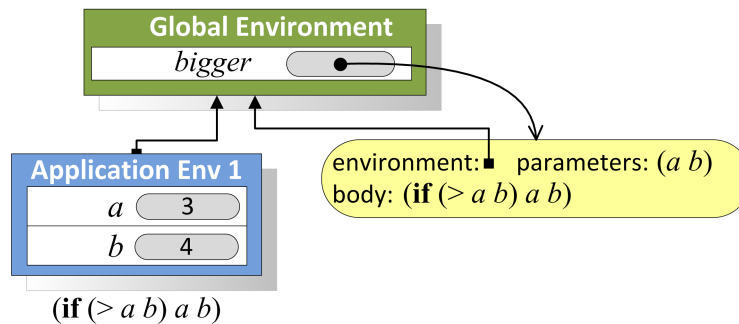 Global Environment
bigger
Application Env 1
a 3
b 4
(if (> a b) a b)
environment: parameters: (a b)
body: (if (> a b) a b)